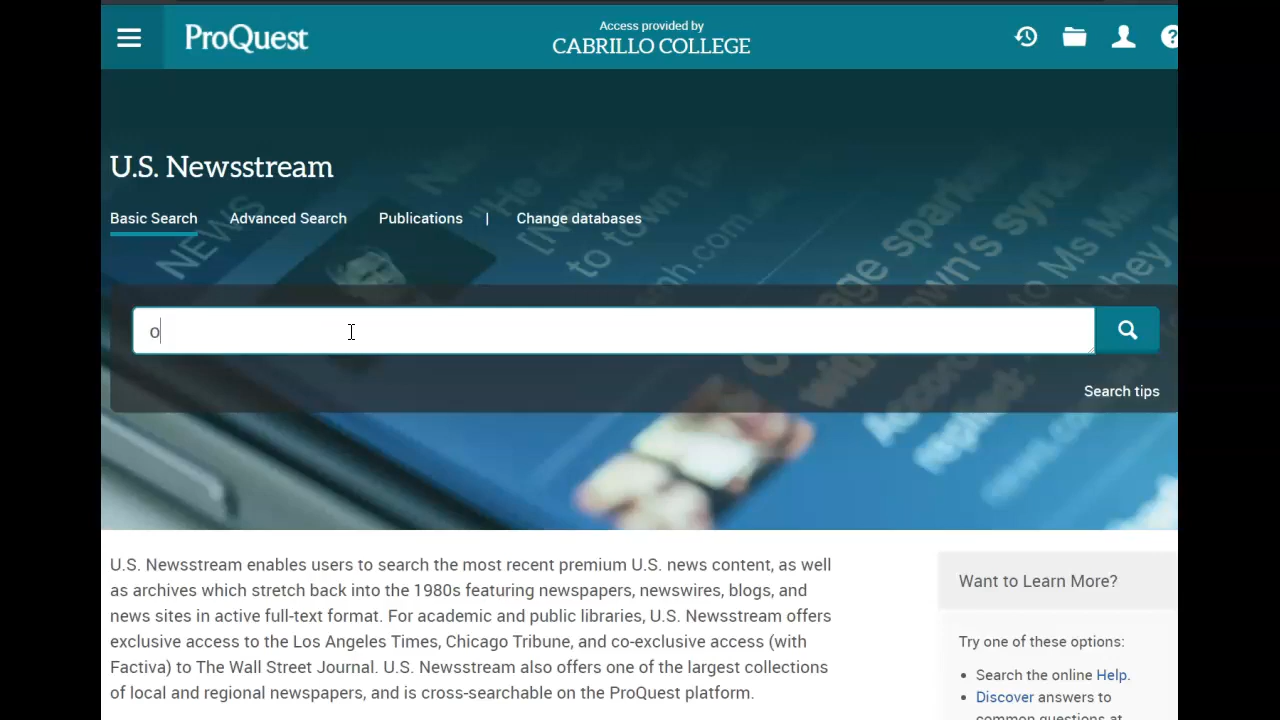 ProQuest
Access provided by
CABRILLO COLLEGE
U.S. Newsstream
Basic Search Advanced Search Publications | Change databases
o
Search tips
U.S. Newsstream enables users to search the most recent premium U.S. news content, as well
as archives which stretch back into the 1980s featuring newspapers, newswires, blogs, and
news sites in active full-text format. For academic and public libraries, U.S. Newsstream offers
exclusive access to the Los Angeles Times, Chicago Tribune, and co-exclusive access (with
Factiva) to The Wall Street Journal. U.S. Newsstream also offers one of the largest collections
of local and regional newspapers, and is cross-searchable on the ProQuest platform.
Want to Learn More?
Try one of these options:
Search the online Help.
Discover answers to
common questions at